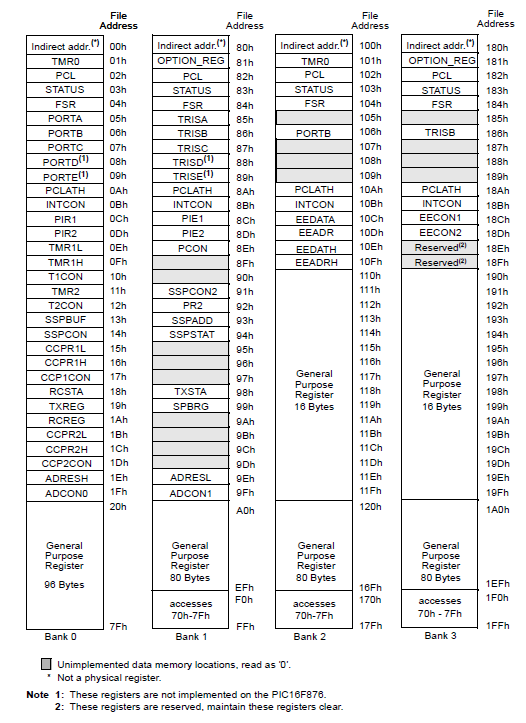 File
Address
Indirect addr.(*) 00h
TMR0 01h
PCL 02h
STATUS 03h
FSR 04h
PORTA 05h
PORTB 06h
PORTC 07h
PORTD(1) 08h
PORTE(1) 09h
PCLATH 0Ah
INTCON 0Bh
PIR1 0Ch
PIR2 0Dh
TMR1L 0Eh
TMR1H 0Fh
T1CON 10h
TMR2 11h
T2CON 12h
SSPBUF 13h
SSPCON 14h
CCPR1L 15h
CCPR1H 16h
CCP1CON 17h
RCSTA 18h
TXREG 19h
RCREG 1Ah
CCPR2L 1Bh
CCPR2H 1Ch
CCP2CON 1Dh
ADRESH 1Eh
ADCON0 1Fh
20h
General
Purpose
Register
96 Bytes
7Fh
Bank 0
File
Address
Indirect addr.(*) 80h
OPTION_REG 81h
PCL 82h
STATUS 83h
FSR 84h
TRISA 85h
TRISB 86h
TRISC 87h
TRISD(1) 88h
TRISE(1) 89h
PCLATH 8Ah
INTCON 8Bh
PIE1 8Ch
PIE2 8Dh
PCON 8Eh
8Fh
90h
SSPCON2 91h
PR2 92h
SSPADD 93h
SSPSTAT 94h
95h
96h
97h
TXSTA 98h
SPBRG 99h
9Ah
9Bh
9Ch
9Dh
ADRESL 9Eh
ADCON1 9Fh
A0h
General
Purpose
Register
80 Bytes
EFh
F0h
accesses
70h-7Fh
FFh
Bank 1
File
Address
Indirect addr.(*) 100h
TMR0 101h
PCL 102h
STATUS 103h
FSR 104h
105h
PORTB 106h
107h
108h
109h
PCLATH 10Ah
INTCON 10Bh
EEDATA 10Ch
EEADR 10Dh
EEDATH 10Eh
EEADRH 10Fh
110h
111h
112h
113h
114h
115h
116h
General
Purpose
Register
16 Bytes
117h
118h
119h
11Ah
11Bh
11Ch
11Dh
11Eh
11Fh
120h
General
Purpose
Register
80 Bytes
16Fh
170h
accesses
70h-7Fh
17Fh
Bank 2
File
Address
Indirect addr.(*) 180h
OPTION_REG 181h
PCL 182h
STATUS 183h
FSR 184h
185h
TRISB 186h
187h
188h
189h
PCLATH 18Ah
INTCON 18Bh
EECON1 18Ch
EECON2 18Dh
Reserved(2) 18Eh
Reserved(2) 18Fh
190h
191h
192h
193h
194h
195h
196h
General
Purpose
Register
16 Bytes
197h
198h
199h
19Ah
19Bh
19Ch
19Dh
19Eh
19Fh
1A0h
General
Purpose
Register
80 Bytes
1EFh
1F0h
accesses
70h - 7Fh
1FFh
Bank 3
Unimplemented data memory locations, read as '0'.
* Not a physical register.
Note 1: These registers are not implemented on the PIC16F876.
2: These registers are reserved, maintain these registers clear.